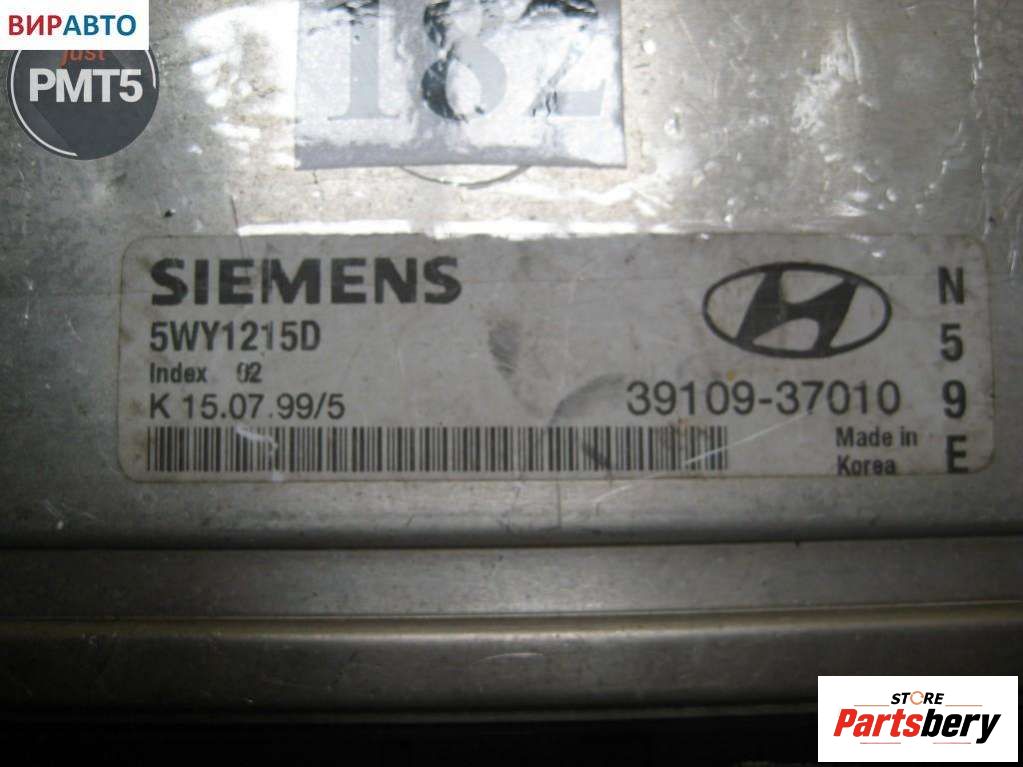 ВИРАВТО
just
PMT5
182
SIEMENS
5WY1215D
Index 02
K 15.07.99/5
39109-37010
Made in
Korea
N
5
9
E
STORE
Partsbery